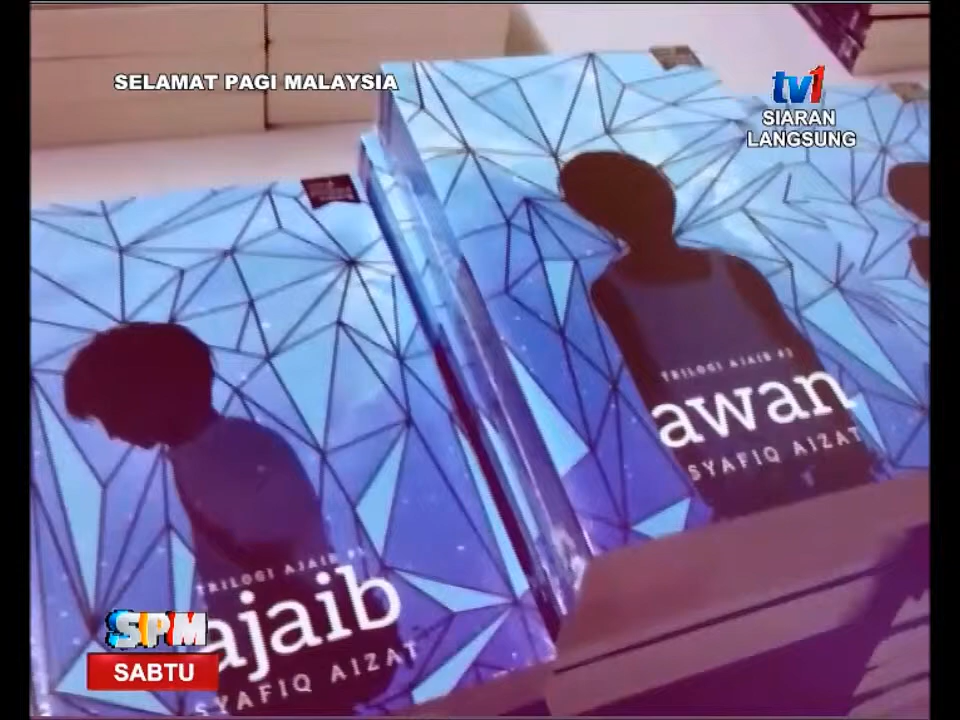 SELAMAT PAGI MALAYSIA
tv1
SIARAN
LANGSUNG
TRILOGI AJAIB #2
awan
SYAFIQ AIZAT
TRILOGI AJAIB #1
ajaib
SYAFIQ AIZAT
SPM
SABTU